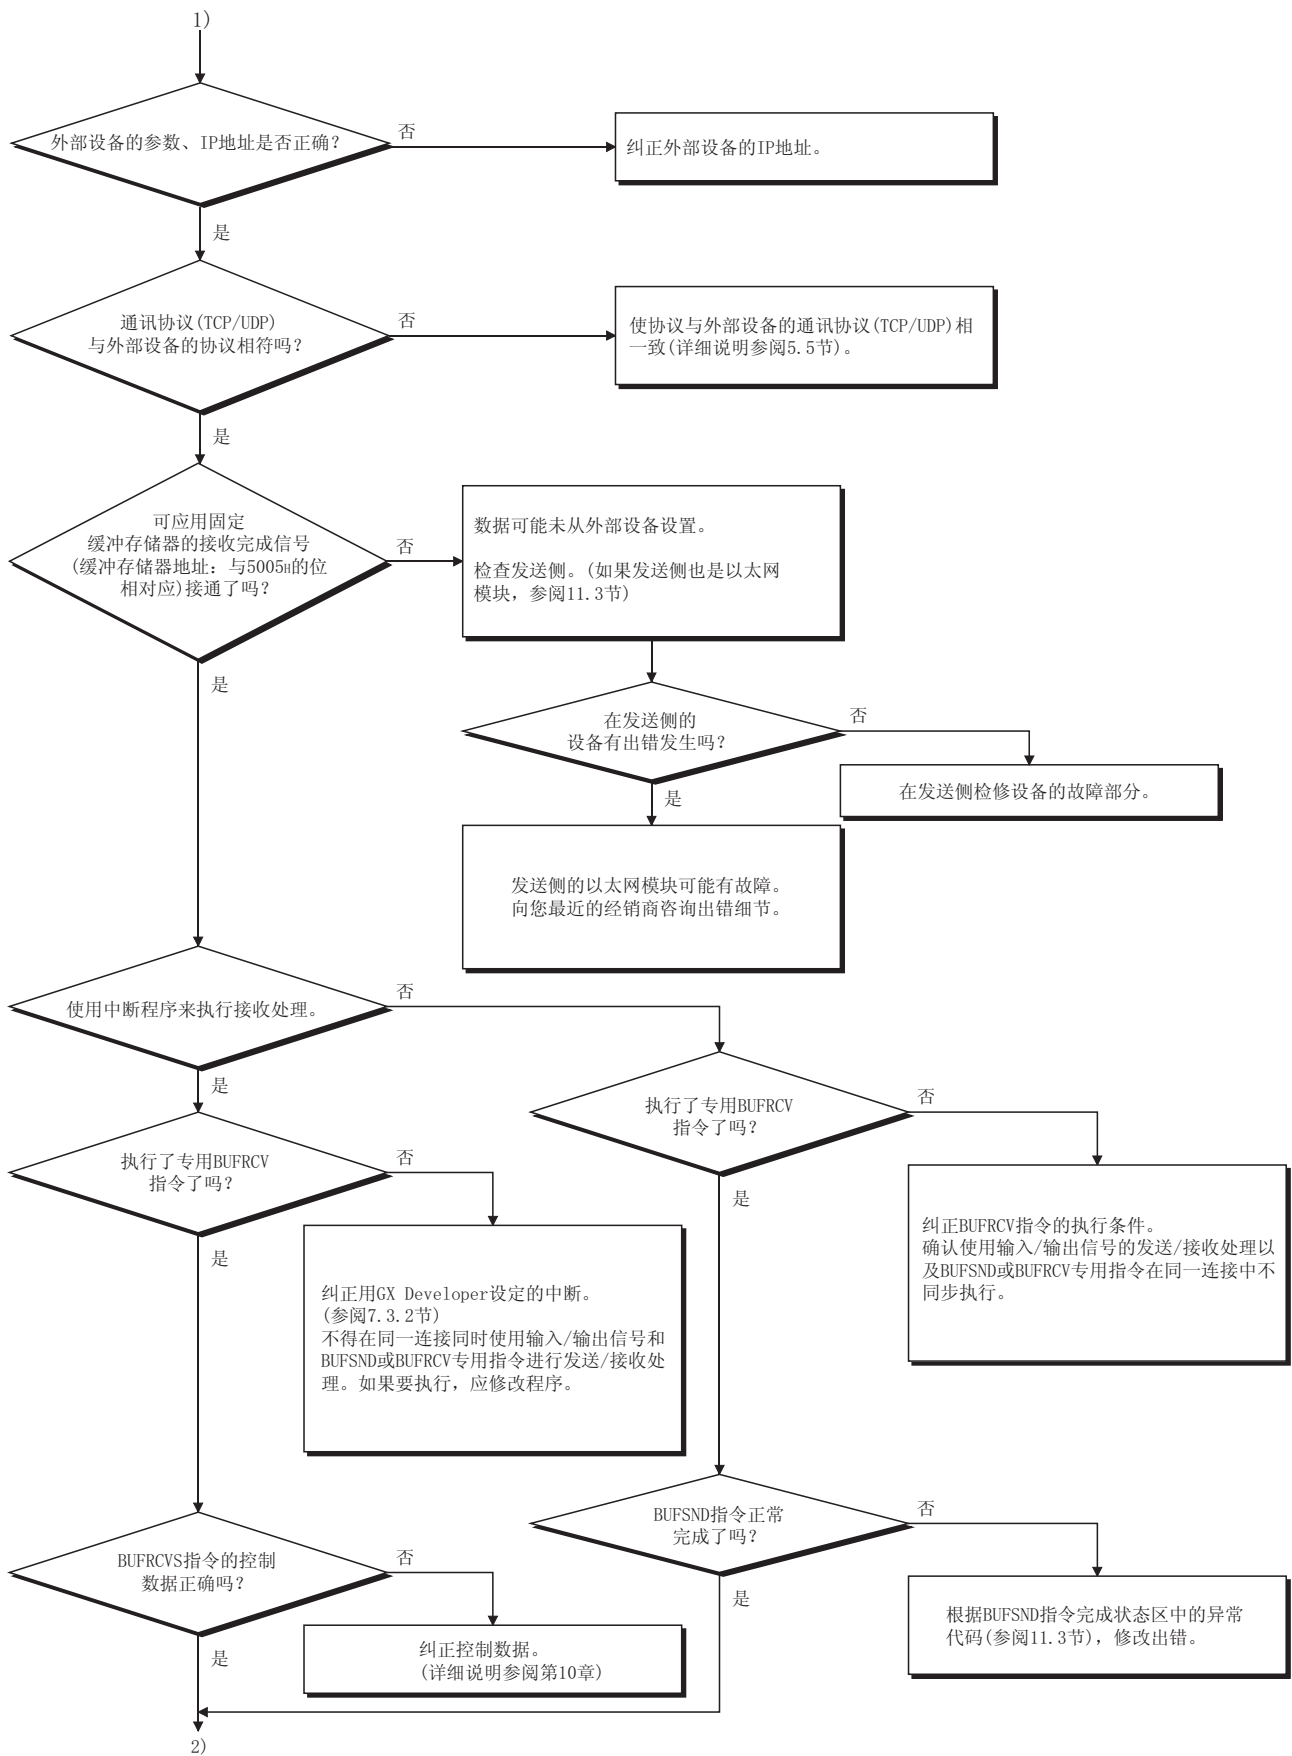 1)
外部设备的参数、IP地址是否正确？
否
纠正外部设备的IP地址。
是
通讯协议(TCP/UDP)
与外部设备的协议相符吗？
否
使协议与外部设备的通讯协议(TCP/UDP)相
一致(详细说明参阅5.5节)。
是
可应用固定
缓冲存储器的接收完成信号
(缓冲存储器地址：与5005H的位
相对应)接通了吗？
否
数据可能未从外部设备设置。
检查发送侧。(如果发送侧也是以太网
模块，参阅11.3节)
是
在发送侧的
设备有出错发生吗？
否
在发送侧检修设备的故障部分。
是
发送侧的以太网模块可能有故障。
向您最近的经销商咨询出错细节。
使用中断程序来执行接收处理。
否
是
执行了专用BUFRCV
指令了吗？
否
执行了专用BUFRCV
指令了吗？
否
是
纠正BUFRCV指令的执行条件。
确认使用输入/输出信号的发送/接收处理以
及BUFSND或BUFRCV专用指令在同一连接中不
同步执行。
是
纠正用GX Developer设定的中断。
(参阅7.3.2节)
不得在同一连接同时使用输入/输出信号和
BUFSND或BUFRCV专用指令进行发送/接收处
理。如果要执行，应修改程序。
BUFSND指令正常
完成了吗？
否
BUFRCVS指令的控制
数据正确吗？
否
是
根据BUFSND指令完成状态区中的异常
代码(参阅11.3节)，修改出错。
是
纠正控制数据。
(详细说明参阅第10章)
2)